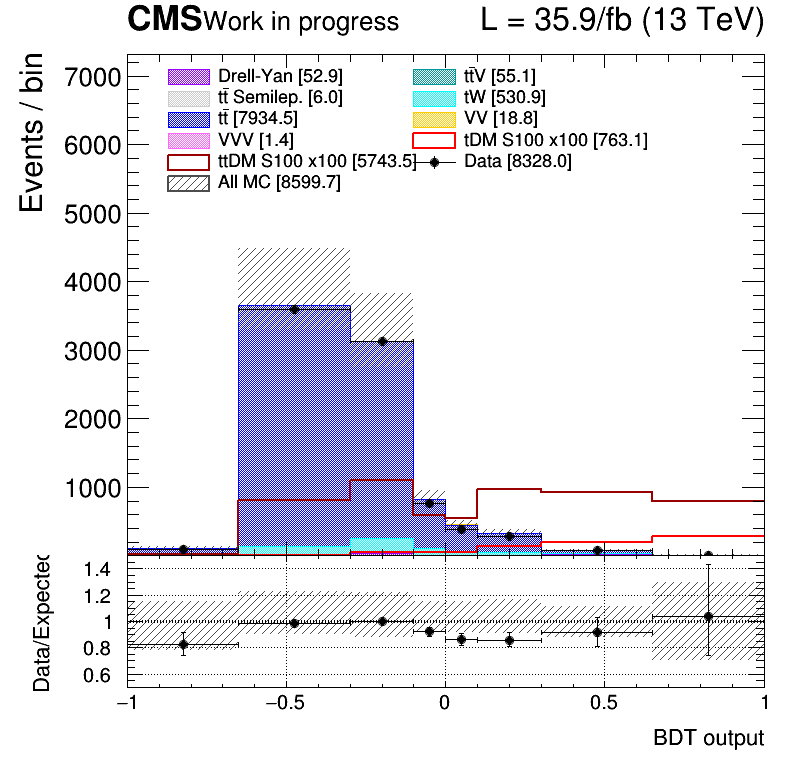 CMS Work in progress L = 35.9/fb (13 TeV)
Events / bin
7000
6000
5000
4000
3000
2000
1000
Drell-Yan [52.9]
tt̄V [55.1]
tt̄ Semilep. [6.0]
tW [530.9]
tt̄ [7934.5]
VV [18.8]
VVV [1.4]
tDM S100 x100 [763.1]
ttDM S100 x100 [5743.5]
Data [8328.0]
All MC [8599.7]
Data/Expected
1.4
1.2
1
0.8
0.6
−1 −0.5 0 0.5 1
BDT output